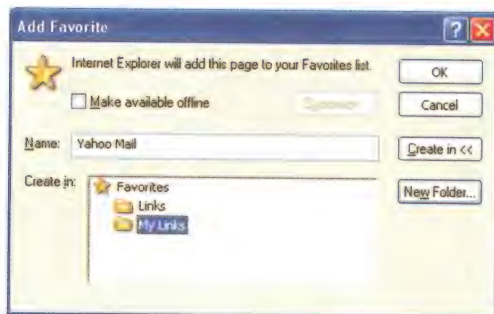 Add Favorite
Internet Explorer will add this page to your Favorites list.
OK
Make available offline
Cancel
Name: Yahoo Mail
Create in <<
Create in:
Favorites
Links
My Links
New Folder...